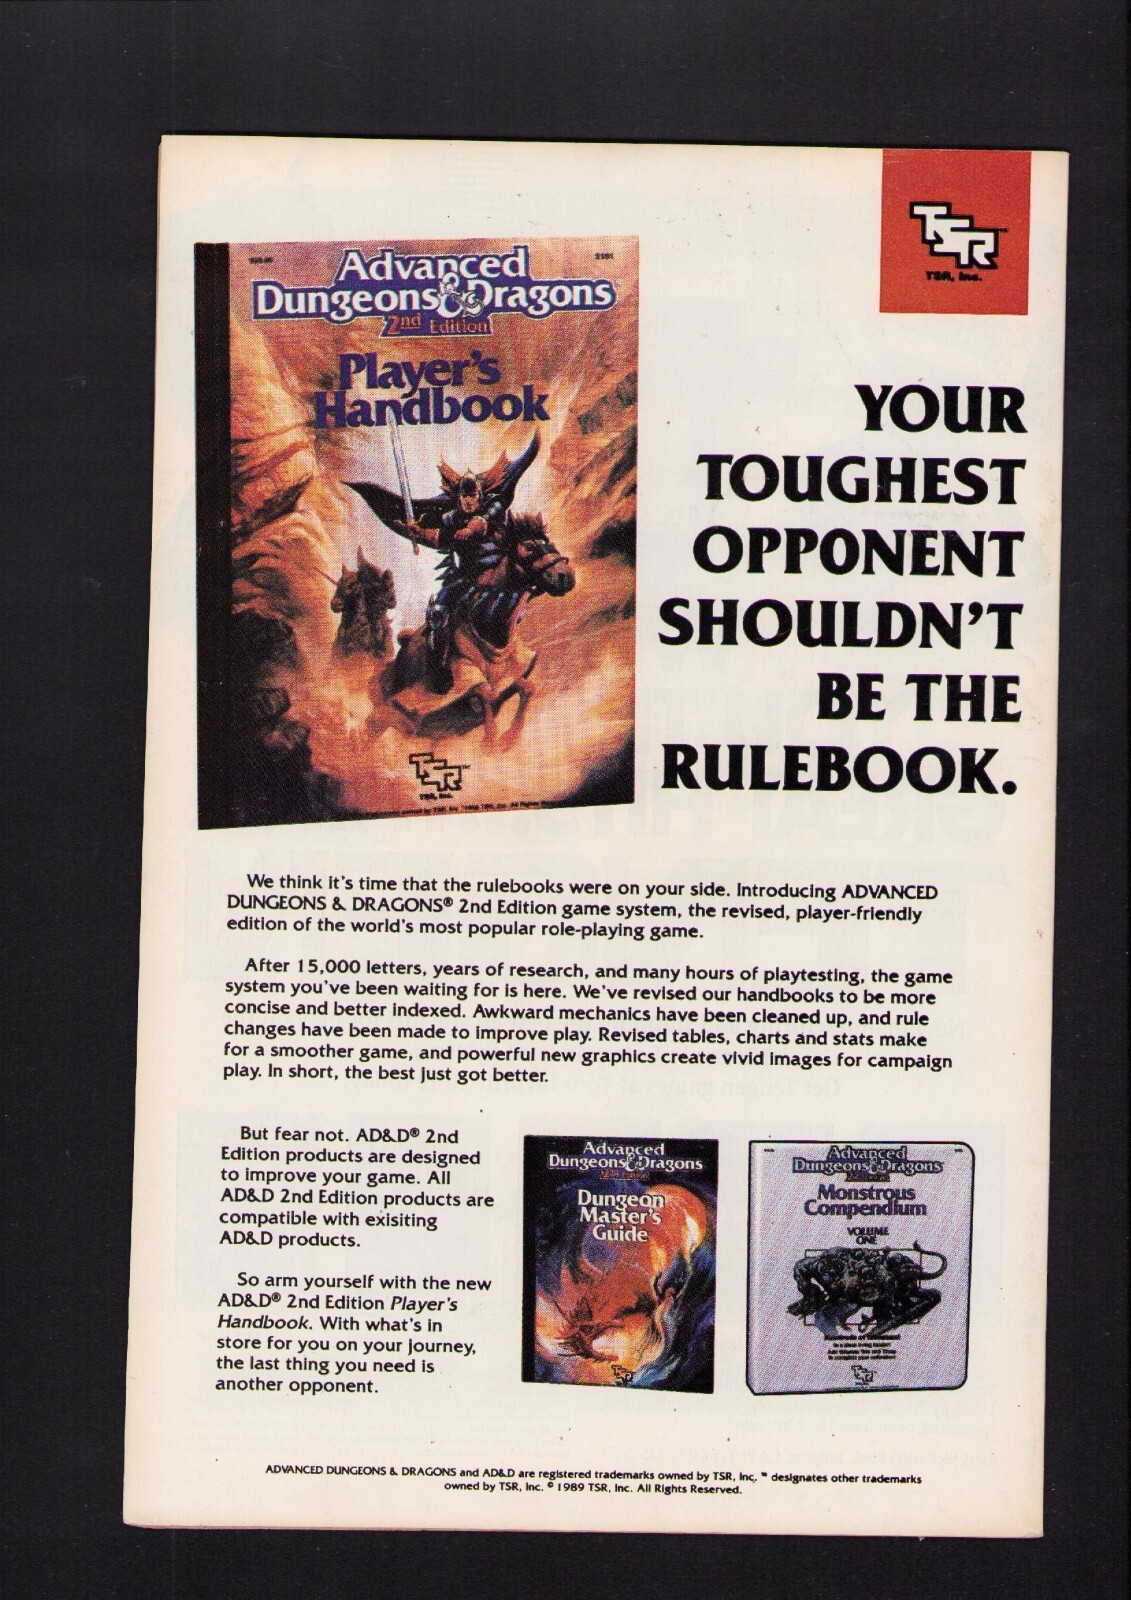 TSR
TSR, Inc.
Advanced
Dungeons & Dragons
2nd Edition
Player's
Handbook
TSR
TSR, Inc.
YOUR
TOUGHEST
OPPONENT
SHOULDN'T
BE THE
RULEBOOK.
We think it's time that the rulebooks were on your side. Introducing ADVANCED
DUNGEONS & DRAGONS® 2nd Edition game system, the revised, player-friendly
edition of the world's most popular role-playing game.
After 15,000 letters, years of research, and many hours of playtesting, the game
system you've been waiting for is here. We've revised our handbooks to be more
concise and better indexed. Awkward mechanics have been cleaned up, and rule
changes have been made to improve play. Revised tables, charts and stats make
for a smoother game, and powerful new graphics create vivid images for campaign
play. In short, the best just got better.
But fear not. AD&D® 2nd
Edition products are designed
to improve your game. All
AD&D 2nd Edition products are
compatible with exisiting
AD&D products.
So arm yourself with the new
AD&D® 2nd Edition Player's
Handbook. With what's in
store for you on your journey,
the last thing you need is
another opponent.
Advanced
Dungeons & Dragons
2nd Edition
Dungeon
Master's
Guide
TSR
Advanced
Dungeons & Dragons
Monstrous
Compendium
VOLUME
ONE
TSR
ADVANCED DUNGEONS & DRAGONS and AD&D are registered trademarks owned by TSR, Inc. ™ designates other trademarks
owned by TSR, Inc. © 1989 TSR, Inc. All Rights Reserved.